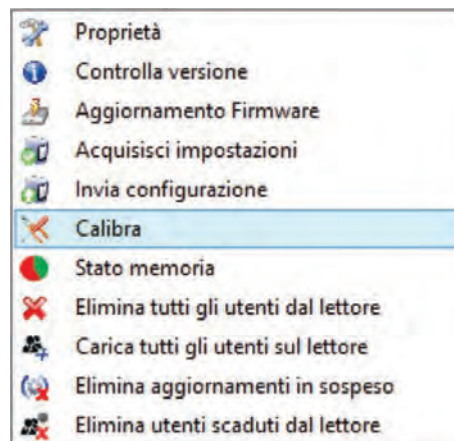 Proprietà
Controlla versione
Aggiornamento Firmware
Acquisisci impostazioni
Invia configurazione
Calibra
Stato memoria
Elimina tutti gli utenti dal lettore
Carica tutti gli utenti sul lettore
Elimina aggiornamenti in sospeso
Elimina utenti scaduti dal lettore